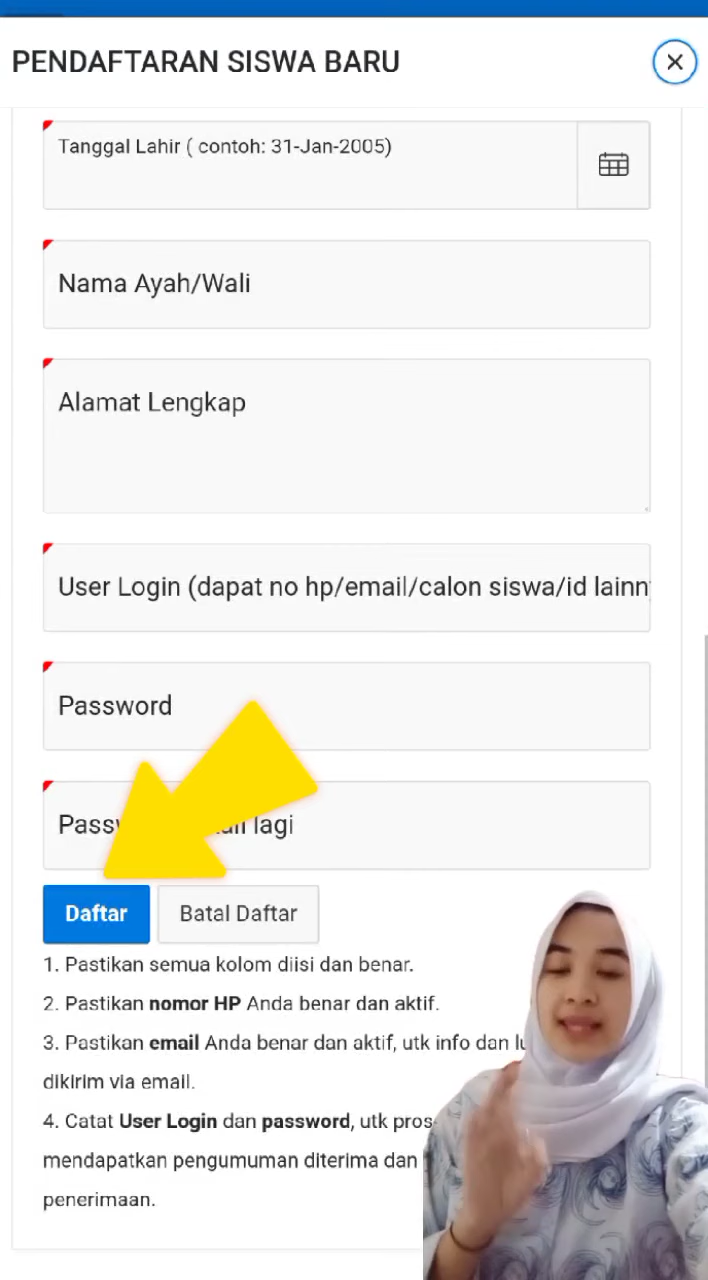 PENDAFTARAN SISWA BARU
Tanggal Lahir ( contoh: 31-Jan-2005)
Nama Ayah/Wali
Alamat Lengkap
User Login (dapat no hp/email/calon siswa/id lainn
Password
lagi
Daftar
Batal Daftar
1. Pastikan semua kolom diisi dan benar.
2. Pastikan nomor HP Anda benar dan aktif.
3. Pastikan email Anda benar dan aktif, utk info dan
dikirim via email.
4. Catat User Login dan password, utk
mendapatkan pengumuman diterima dan
penerimaan.